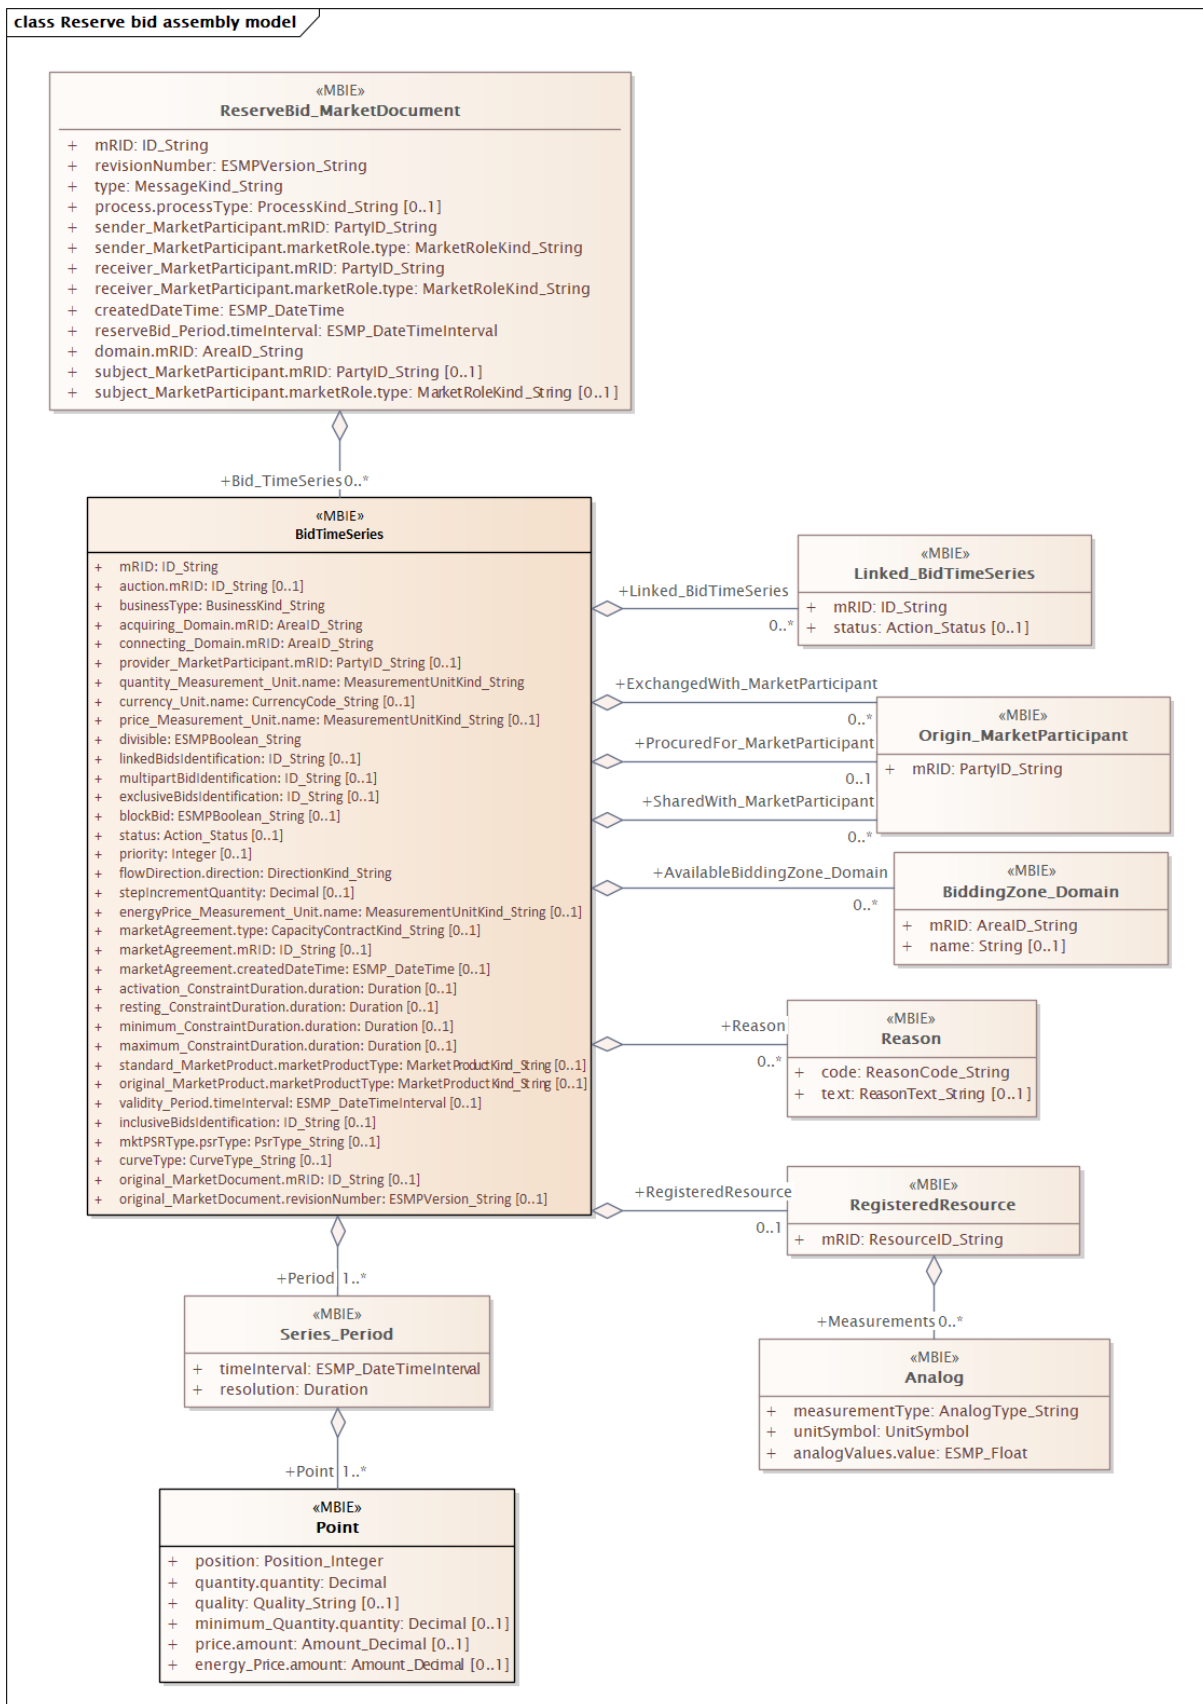 class Reserve bid assembly model
«MBIE»
ReserveBid_MarketDocument
+ mRID: ID_String
+ revisionNumber: ESMPVersion_String
+ type: MessageKind_String
+ process.processType: ProcessKind_String [0..1]
+ sender_MarketParticipant.mRID: PartyID_String
+ sender_MarketParticipant.marketRole.type: MarketRoleKind_String
+ receiver_MarketParticipant.mRID: PartyID_String
+ receiver_MarketParticipant.marketRole.type: MarketRoleKind_String
+ createdDateTime: ESMP_DateTime
+ reserveBid_Period.timeInterval: ESMP_DateTimeInterval
+ domain.mRID: AreaID_String
+ subject_MarketParticipant.mRID: PartyID_String [0..1]
+ subject_MarketParticipant.marketRole.type: MarketRoleKind_String [0..1]
+Bid_TimeSeries 0..*
«MBIE»
BidTimeSeries
+ mRID: ID_String
+ auction.mRID: ID_String [0..1]
+ businessType: BusinessKind_String
+ acquiring_Domain.mRID: AreaID_String
+ connecting_Domain.mRID: AreaID_String
+ provider_MarketParticipant.mRID: PartyID_String [0..1]
+ quantity_Measurement_Unit.name: MeasurementUnitKind_String
+ currency_Unit.name: CurrencyCode_String [0..1]
+ price_Measurement_Unit.name: MeasurementUnitKind_String [0..1]
+ divisible: ESMPBoolean_String
+ linkedBidsIdentification: ID_String [0..1]
+ multipartBidIdentification: ID_String [0..1]
+ exclusiveBidsIdentification: ID_String [0..1]
+ blockBid: ESMPBoolean_String [0..1]
+ status: Action_Status [0..1]
+ priority: Integer [0..1]
+ flowDirection.direction: DirectionKind_String
+ stepIncrementQuantity: Decimal [0..1]
+ energyPrice_Measurement_Unit.name: MeasurementUnitKind_String [0..1]
+ marketAgreement.type: CapacityContractKind_String [0..1]
+ marketAgreement.mRID: ID_String [0..1]
+ marketAgreement.createdDateTime: ESMP_DateTime [0..1]
+ activation_ConstraintDuration.duration: Duration [0..1]
+ resting_ConstraintDuration.duration: Duration [0..1]
+ minimum_ConstraintDuration.duration: Duration [0..1]
+ maximum_ConstraintDuration.duration: Duration [0..1]
+ standard_MarketProduct.marketProductType: MarketProductKind_String [0..1]
+ original_MarketProduct.marketProductType: MarketProductKind_String [0..1]
+ validity_Period.timeInterval: ESMP_DateTimeInterval [0..1]
+ inclusiveBidsIdentification: ID_String [0..1]
+ mktPSRType.psrType: PsrType_String [0..1]
+ curveType: CurveType_String [0..1]
+ original_MarketDocument.mRID: ID_String [0..1]
+ original_MarketDocument.revisionNumber: ESMPVersion_String [0..1]
+Linked_BidTimeSeries
0..*
«MBIE»
Linked_BidTimeSeries
+ mRID: ID_String
+ status: Action_Status [0..1]
+ExchangedWith_MarketParticipant
0..*
+ProcuredFor_MarketParticipant
0..1
+SharedWith_MarketParticipant
0..*
«MBIE»
Origin_MarketParticipant
+ mRID: PartyID_String
+AvailableBiddingZone_Domain
0..*
«MBIE»
BiddingZone_Domain
+ mRID: AreaID_String
+ name: String [0..1]
+Reason
0..*
«MBIE»
Reason
+ code: ReasonCode_String
+ text: ReasonText_String [0..1]
+RegisteredResource
0..1
«MBIE»
RegisteredResource
+ mRID: ResourceID_String
+Measurements 0..*
«MBIE»
Analog
+ measurementType: AnalogType_String
+ unitSymbol: UnitSymbol
+ analogValues.value: ESMP_Float
+Period 1..*
«MBIE»
Series_Period
+ timeInterval: ESMP_DateTimeInterval
+ resolution: Duration
+Point 1..*
«MBIE»
Point
+ position: Position_Integer
+ quantity.quantity: Decimal
+ quality: Quality_String [0..1]
+ minimum_Quantity.quantity: Decimal [0..1]
+ price.amount: Amount_Decimal [0..1]
+ energy_Price.amount: Amount_Decimal [0..1]